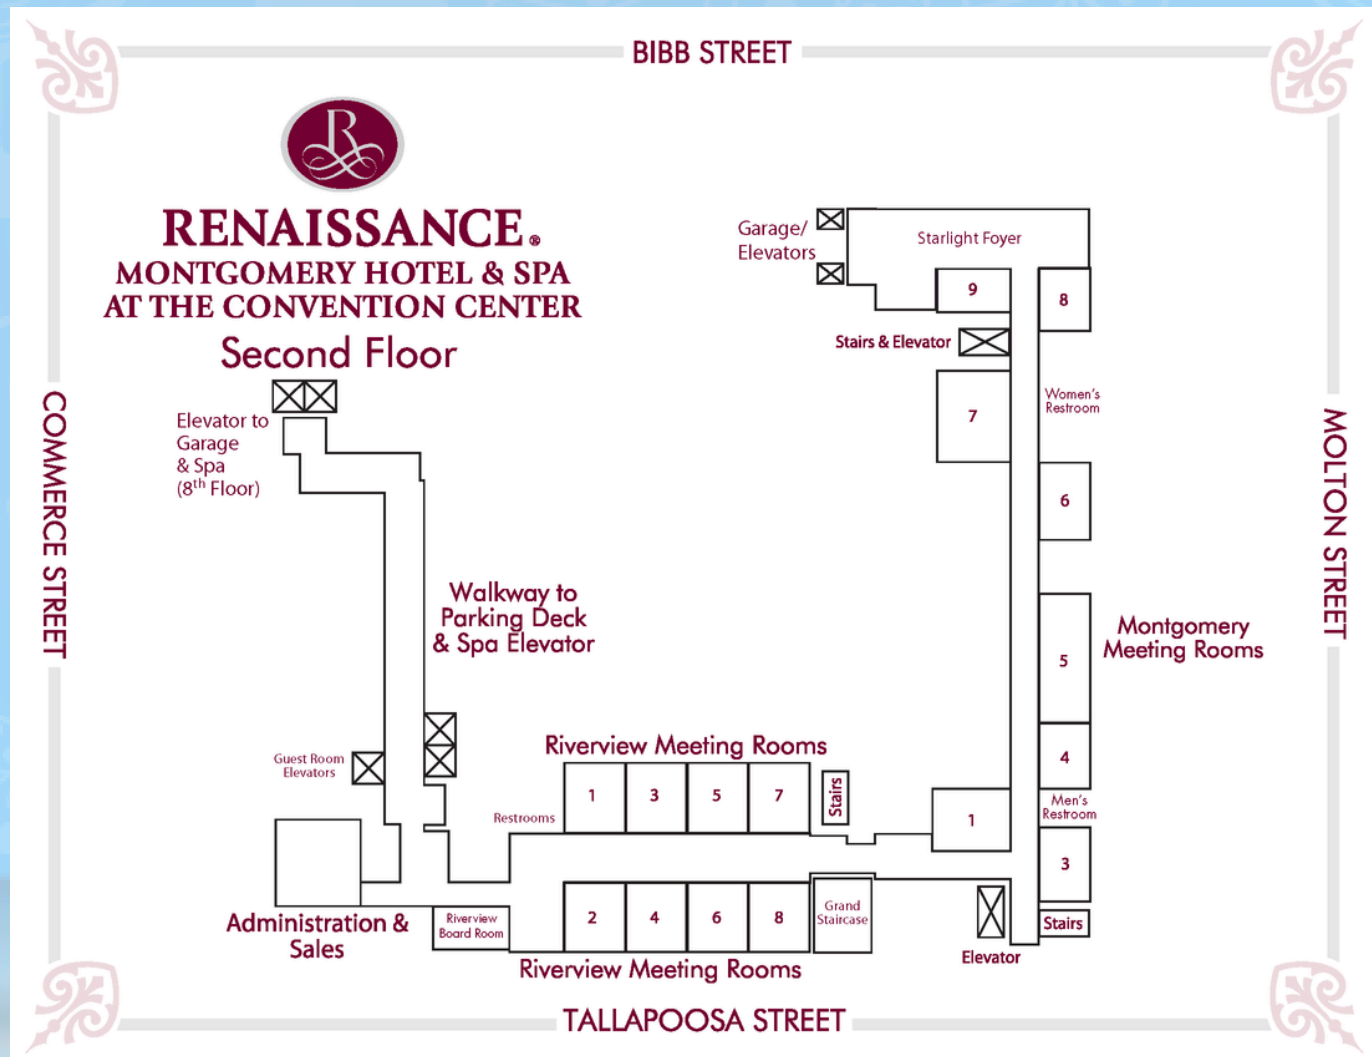 BIBB STREET
R
RENAISSANCE®
MONTGOMERY HOTEL & SPA
AT THE CONVENTION CENTER
Second Floor
Garage/
Elevators
Starlight Foyer
9
8
Stairs & Elevator
7
Women's
Restroom
6
Elevator to
Garage
& Spa
(8th Floor)
COMMERCE STREET
MOLTON STREET
Walkway to
Parking Deck
& Spa Elevator
Montgomery
Meeting Rooms
5
4
Guest Room
Elevators
Riverview Meeting Rooms
1
3
5
7
Stairs
Restrooms
1
Men's
Restroom
3
Administration &
Sales
Riverview
Board Room
2
4
6
8
Grand
Staircase
Elevator
Stairs
Riverview Meeting Rooms
TALLAPOOSA STREET